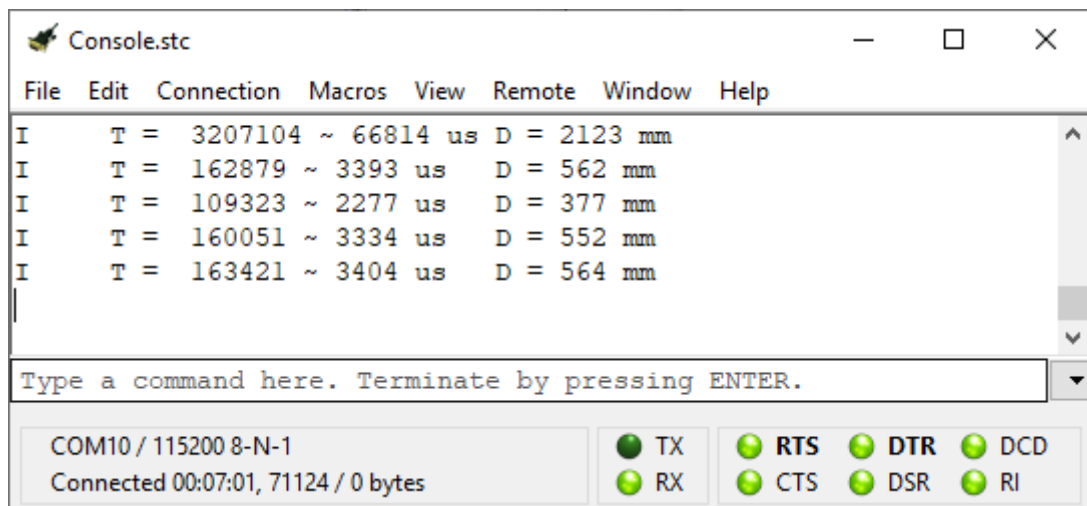 Console.stc
File Edit Connection Macros View Remote Window Help
I T = 3207104 ~ 66814 us D = 2123 mm
I T = 162879 ~ 3393 us D = 562 mm
I T = 109323 ~ 2277 us D = 377 mm
I T = 160051 ~ 3334 us D = 552 mm
I T = 163421 ~ 3404 us D = 564 mm
Type a command here. Terminate by pressing ENTER.
COM10 / 115200 8-N-1 TX RTS DTR DCD
Connected 00:07:01, 71124 / 0 bytes RX CTS DSR RI